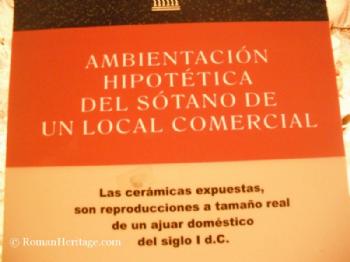 AMBIENTACIÓN
HIPOTÉTICA
DEL SÓTANO DE
UN LOCAL COMERCIAL
Las cerámicas expuestas,
son reproducciones a tamaño real
de un ajuar doméstico
del siglo I d.C.
© RomanHeritage.com